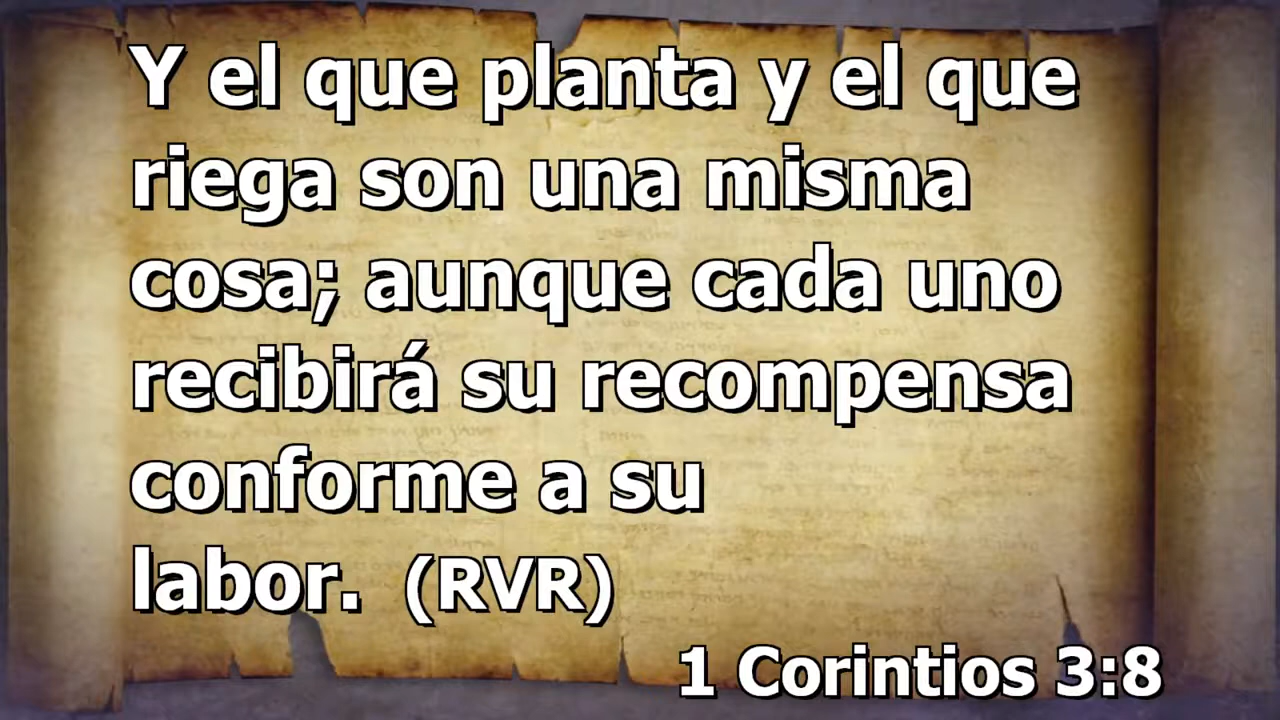 Y el que planta y el que
riega son una misma
cosa; aunque cada uno
recibirá su recompensa
conforme a su
labor. (RVR)
1 Corintios 3:8